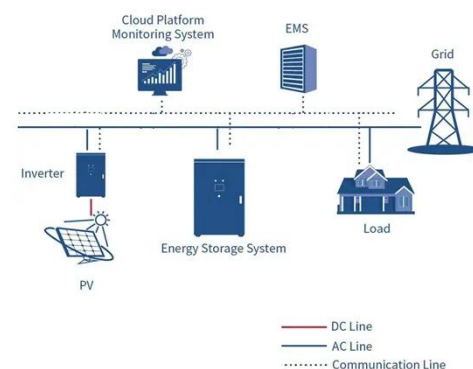 Cloud Platform
Monitoring System
EMS
Grid
Inverter
Energy Storage System
Load
PV
DC Line
AC Line
Communication Line